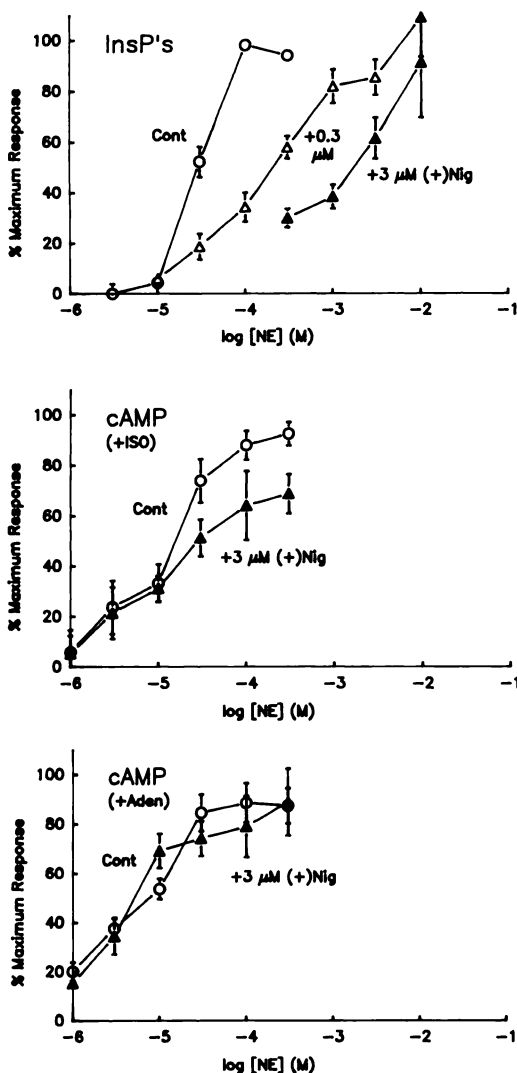 InsP's
100
80
60
40
20
0
% Maximum Response
Cont
+0.3
μM
+3 μM (+)Nig
−6 −5 −4 −3 −2 −1
log [NE] (M)
cAMP
(+ISO)
100
80
60
40
20
0
% Maximum Response
Cont
+3 μM (+)Nig
−6 −5 −4 −3 −2 −1
log [NE] (M)
cAMP
(+Aden)
100
80
60
40
20
0
% Maximum Response
Cont
+3 μM (+)Nig
−6 −5 −4 −3 −2 −1
log [NE] (M)